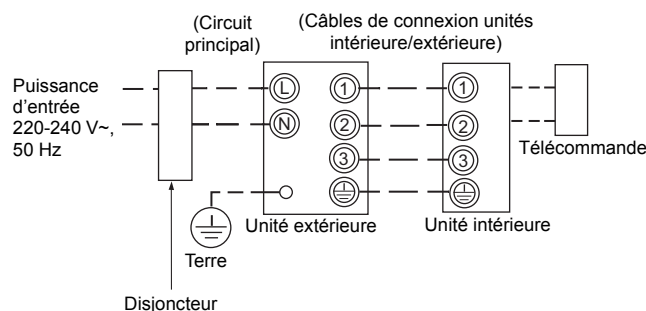 (Circuit
principal)
(Câbles de connexion unités
intérieure/extérieure)
Puissance
d'entrée
220-240 V~,
50 Hz
L
N
1
2
3
1
2
3
Télécommande
Unité extérieure
Unité intérieure
Terre
Disjoncteur